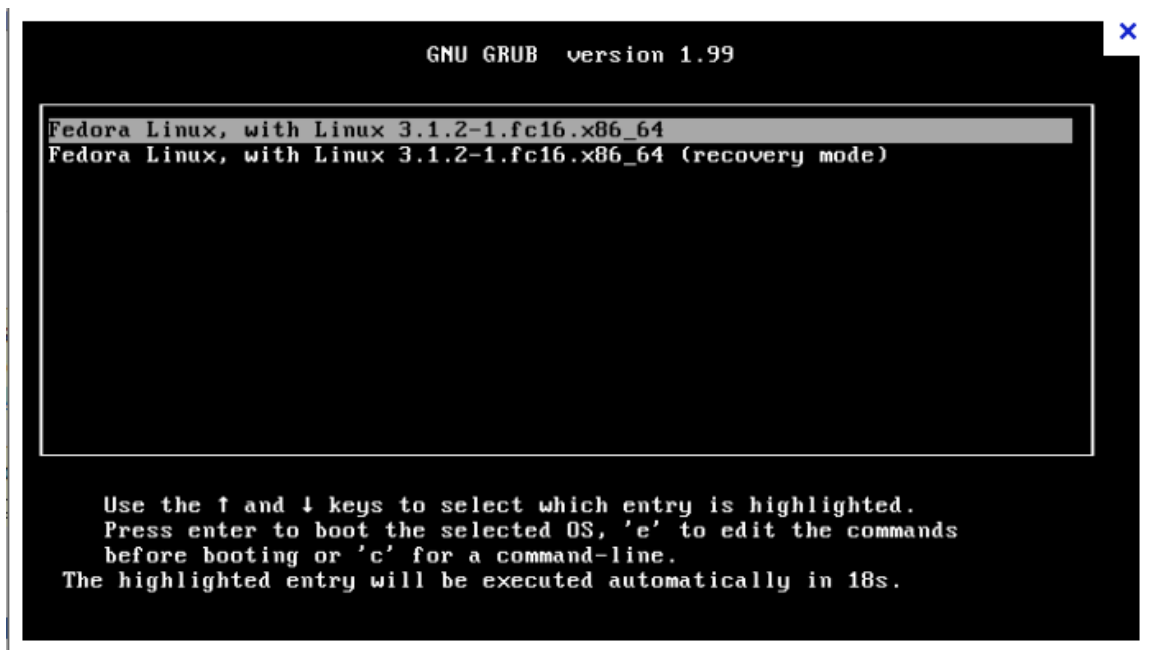 GNU GRUB  version 1.99
Fedora Linux, with Linux 3.1.2-1.fc16.x86_64
Fedora Linux, with Linux 3.1.2-1.fc16.x86_64 (recovery mode)
Use the ↑ and ↓ keys to select which entry is highlighted.
Press enter to boot the selected OS, 'e' to edit the commands
before booting or 'c' for a command-line.
The highlighted entry will be executed automatically in 18s.